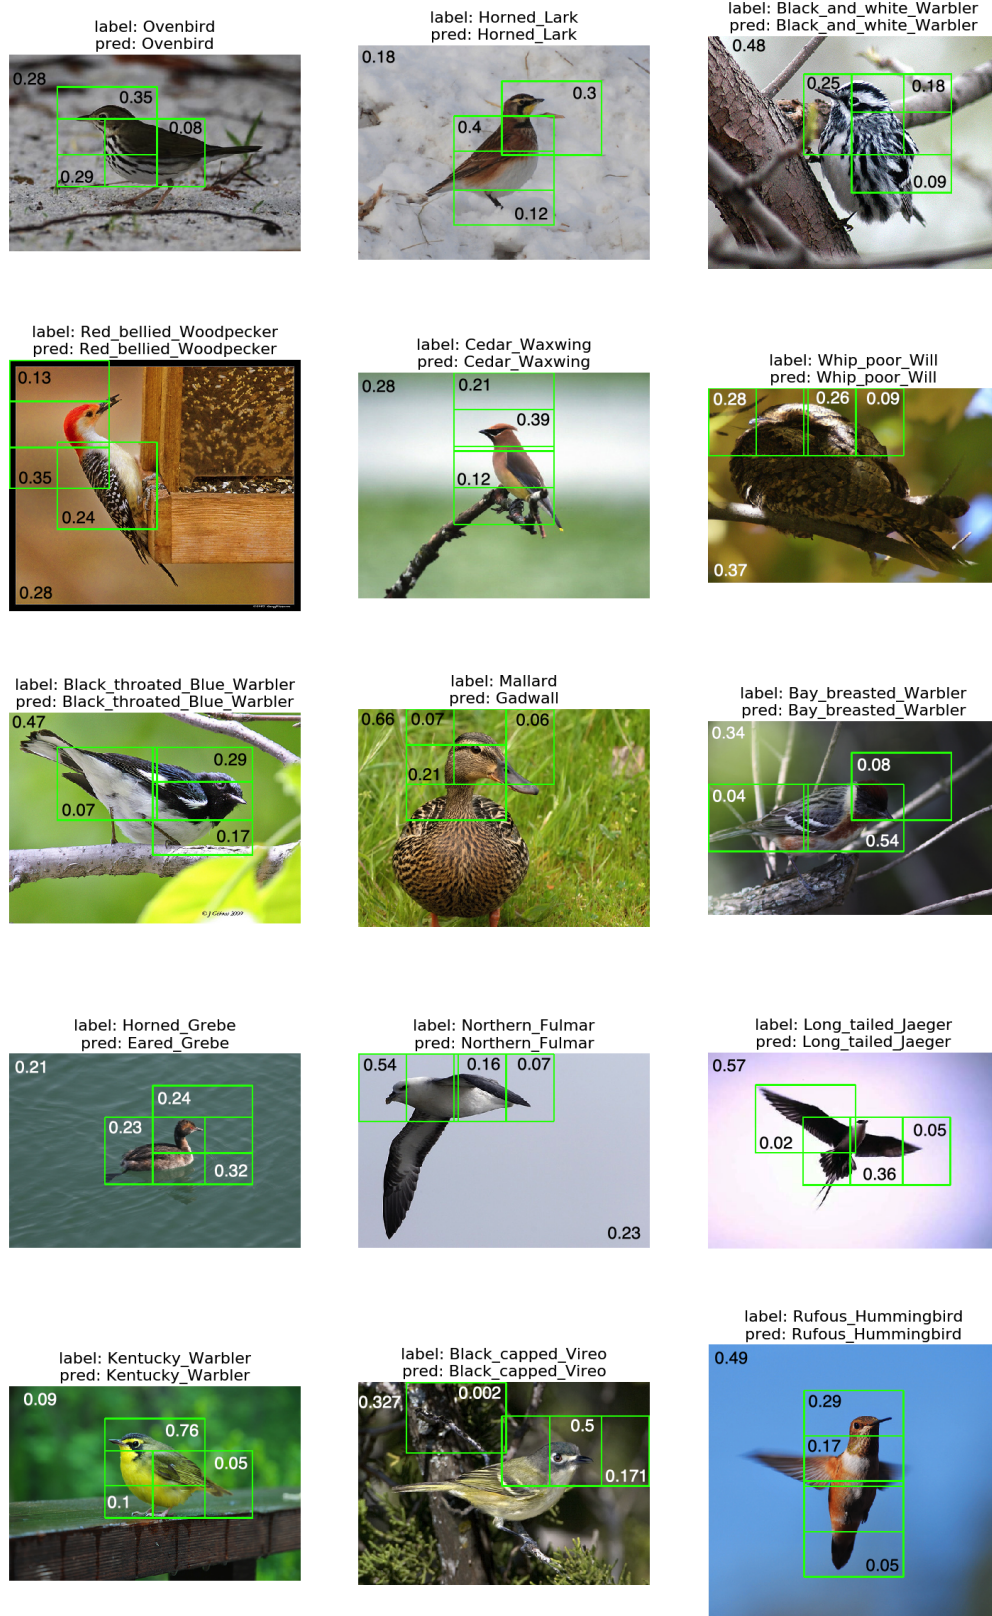 label: Ovenbird
pred: Ovenbird
0.28
0.35
0.08
0.29
label: Horned_Lark
pred: Horned_Lark
0.18
0.3
0.4
0.12
label: Black_and_white_Warbler
pred: Black_and_white_Warbler
0.48
0.25
0.18
0.09
label: Red_bellied_Woodpecker
pred: Red_bellied_Woodpecker
0.13
0.35
0.24
0.28
label: Cedar_Waxwing
pred: Cedar_Waxwing
0.28
0.21
0.39
0.12
label: Whip_poor_Will
pred: Whip_poor_Will
0.28
0.26
0.09
0.37
label: Black_throated_Blue_Warbler
pred: Black_throated_Blue_Warbler
0.47
0.29
0.07
0.17
label: Mallard
pred: Gadwall
0.66
0.07
0.06
0.21
label: Bay_breasted_Warbler
pred: Bay_breasted_Warbler
0.34
0.08
0.04
0.54
label: Horned_Grebe
pred: Eared_Grebe
0.21
0.24
0.23
0.32
label: Northern_Fulmar
pred: Northern_Fulmar
0.54
0.16
0.07
0.23
label: Long_tailed_Jaeger
pred: Long_tailed_Jaeger
0.57
0.02
0.05
0.36
label: Kentucky_Warbler
pred: Kentucky_Warbler
0.09
0.76
0.05
0.1
label: Black_capped_Vireo
pred: Black_capped_Vireo
0.327
0.002
0.5
0.171
label: Rufous_Hummingbird
pred: Rufous_Hummingbird
0.49
0.29
0.17
0.05